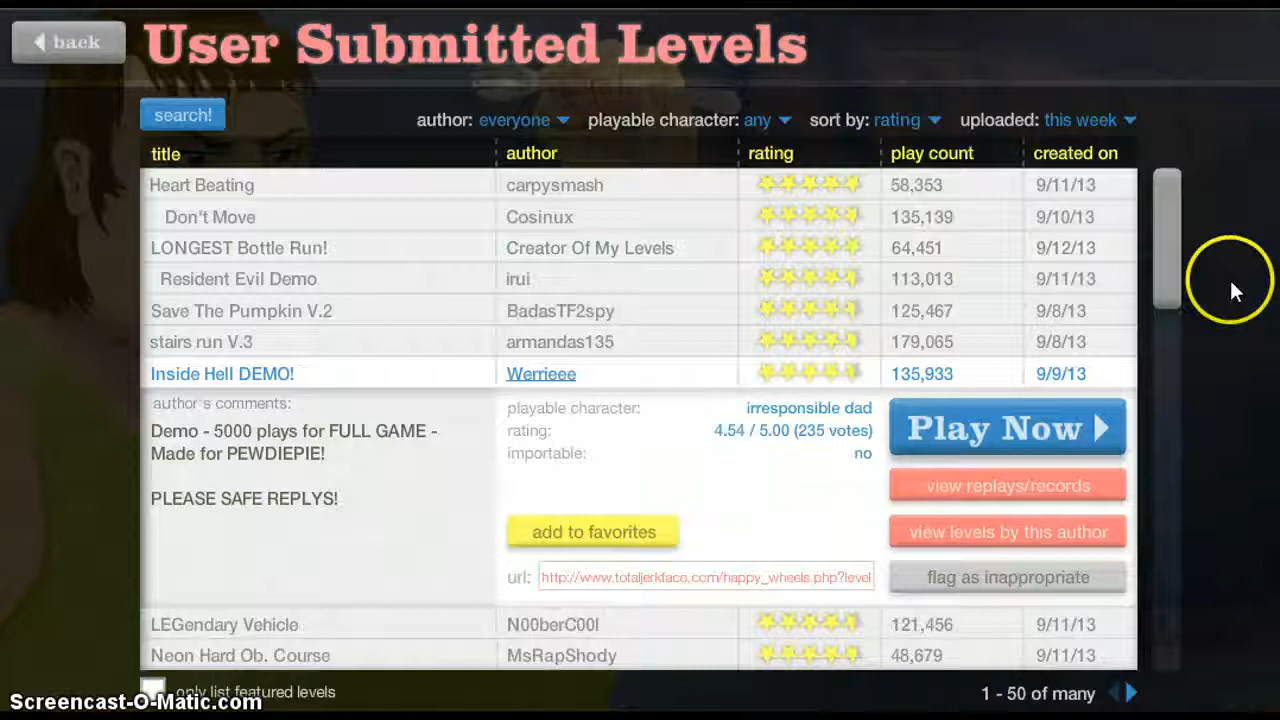 back
User Submitted Levels
search!
author: everyone playable character: any sort by: rating uploaded: this week
title author rating play count created on
Heart Beating carpysmash 58,353 9/11/13
Don't Move Cosinux 135,139 9/10/13
LONGEST Bottle Run! Creator Of My Levels 64,451 9/12/13
Resident Evil Demo irui 113,013 9/11/13
Save The Pumpkin V.2 BadasTF2spy 125,467 9/8/13
stairs run V.3 armandas135 179,065 9/8/13
Inside Hell DEMO! Werrieee 135,933 9/9/13
author's comments:
Demo - 5000 plays for FULL GAME -
Made for PEWDIEPIE!
PLEASE SAFE REPLYS!
playable character: irresponsible dad
rating: 4.54 / 5.00 (235 votes)
importable: no
add to favorites
url: http://www.totaljerkface.com/happy_wheels.php?level
Play Now
view replays/records
view levels by this author
flag as inappropriate
LEGendary Vehicle N00berC00l 121,456 9/11/13
Neon Hard Ob. Course MsRapShody 48,679 9/11/13
only list featured levels 1 - 50 of many
Screencast-O-Matic.com